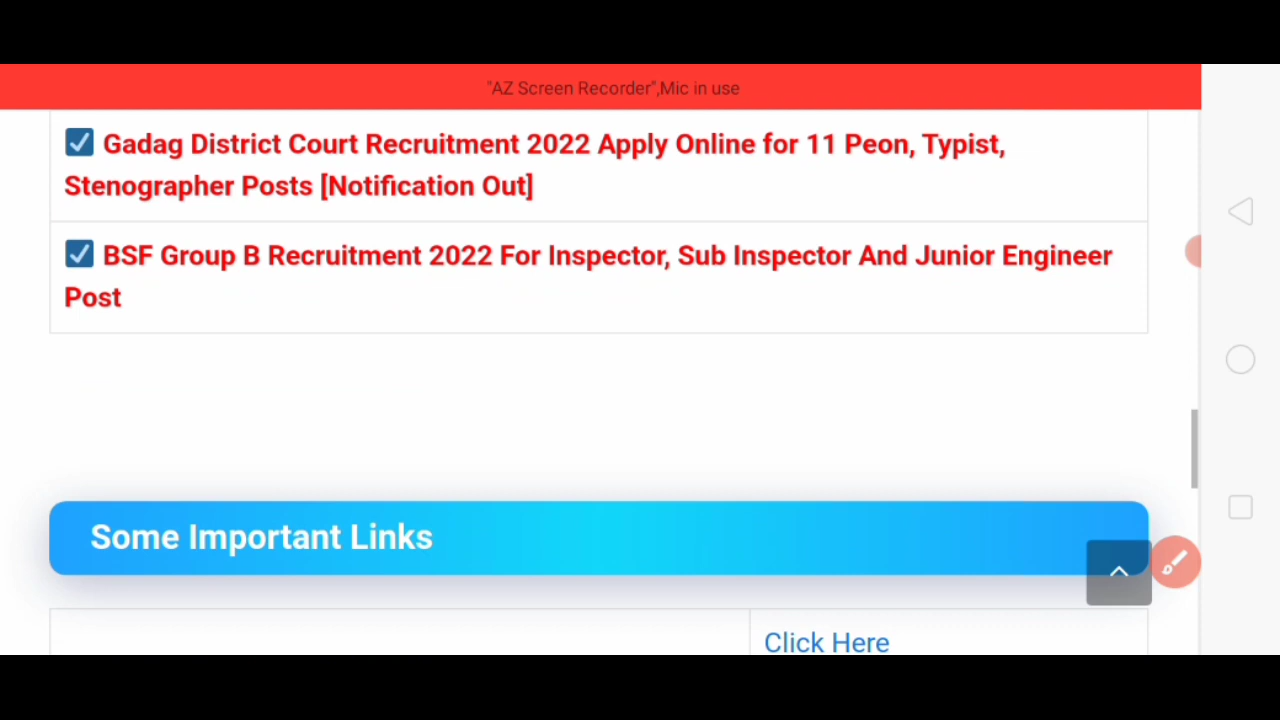 "AZ Screen Recorder",Mic in use
Gadag District Court Recruitment 2022 Apply Online for 11 Peon, Typist,
Stenographer Posts [Notification Out]
BSF Group B Recruitment 2022 For Inspector, Sub Inspector And Junior Engineer
Post
Some Important Links
Click Here